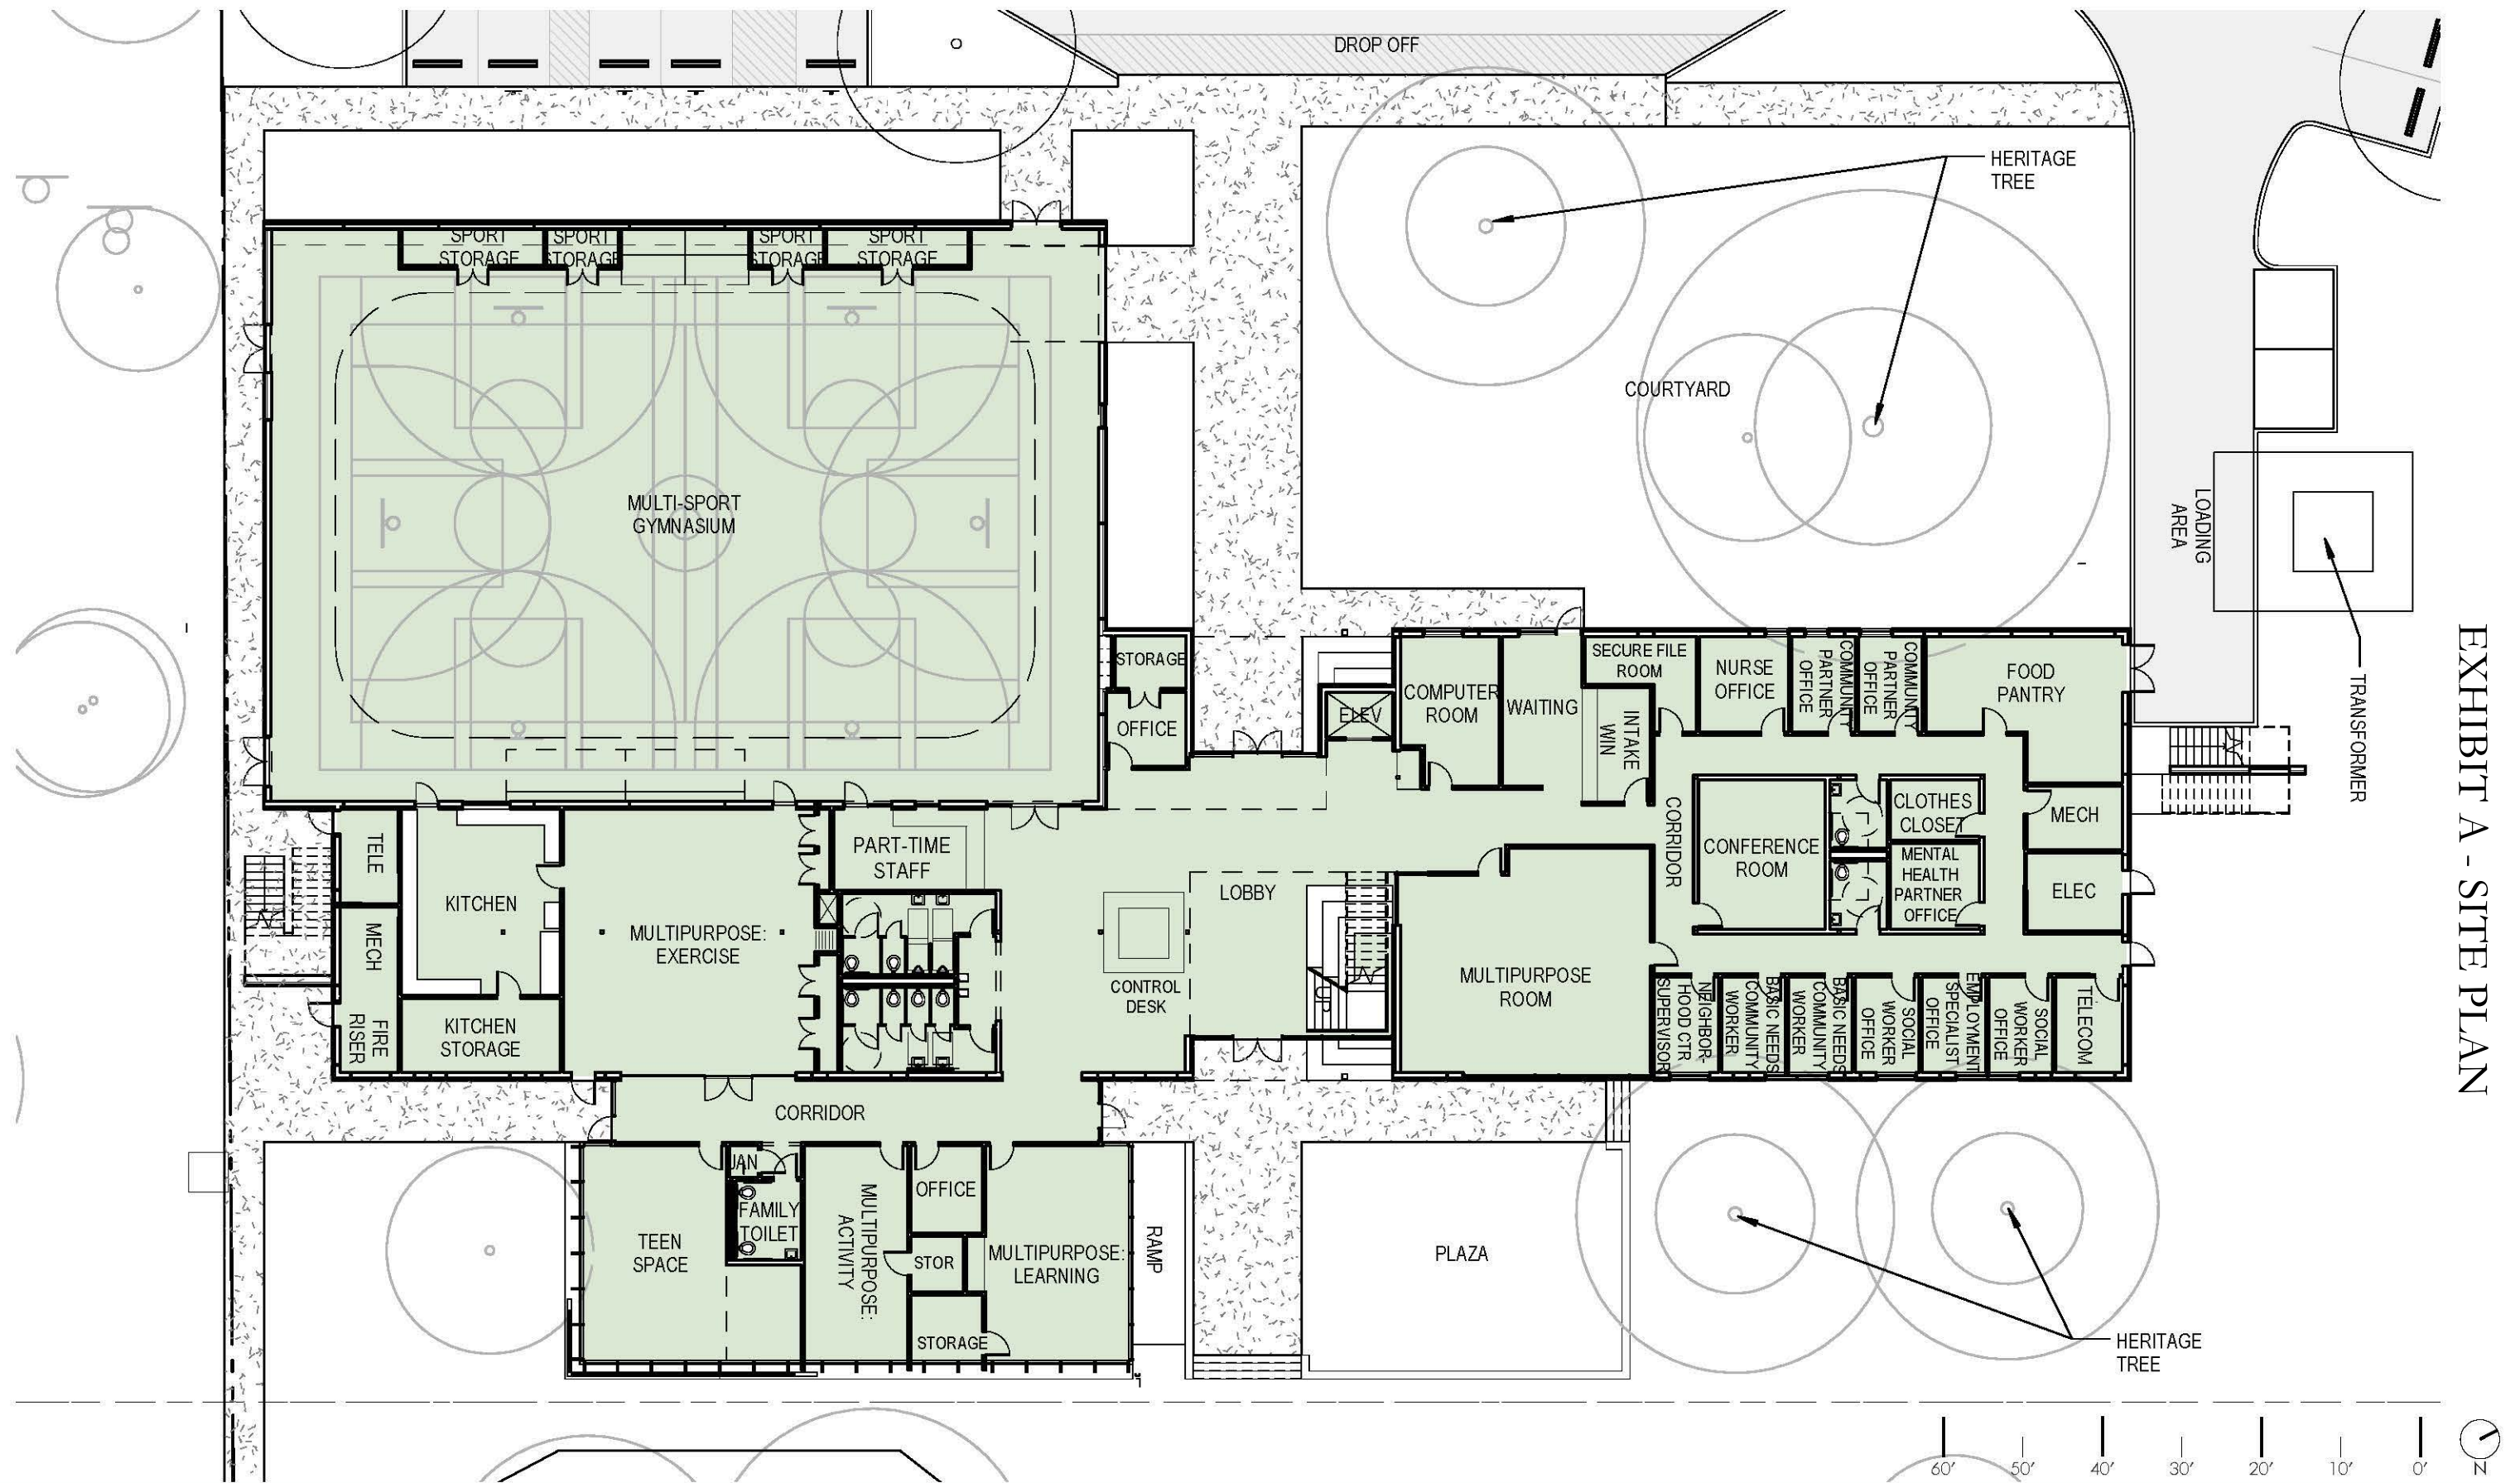 DROP OFF
HERITAGE
TREE
SPORT
STORAGE
SPORT
STORAGE
SPORT
STORAGE
SPORT
STORAGE
COURTYARD
MULTI-SPORT
GYMNASIUM
LOADING
AREA
TRANSFORMER
EXHIBIT A - SITE PLAN
STORAGE
OFFICE
ELEV
COMPUTER
ROOM
WAITING
SECURE FILE
ROOM
INTAKE
WIN
NURSE
OFFICE
COMMUNITY
PARTNER
OFFICE
COMMUNITY
PARTNER
OFFICE
FOOD
PANTRY
TELE
KITCHEN
MULTIPURPOSE:
EXERCISE
PART-TIME
STAFF
LOBBY
CONTROL
DESK
UP
CORRIDOR
CONFERENCE
ROOM
CLOTHES
CLOSET
MENTAL
HEALTH
PARTNER
OFFICE
MECH
ELEC
MECH
FIRE
RISER
KITCHEN
STORAGE
MULTIPURPOSE
ROOM
NEIGHBOR-
HOOD CTR
SUPERVISOR
BASIC NEEDS
COMMUNITY
WORKER
BASIC NEEDS
COMMUNITY
WORKER
SOCIAL
WORKER
OFFICE
EMPLOYMENT
SPECIALIST
OFFICE
SOCIAL
WORKER
OFFICE
TELECOM
CORRIDOR
JAN
FAMILY
TOILET
TEEN
SPACE
MULTIPURPOSE:
ACTIVITY
OFFICE
STOR
STORAGE
MULTIPURPOSE:
LEARNING
RAMP
PLAZA
HERITAGE
TREE
60' 50' 40' 30' 20' 10' 0'
N